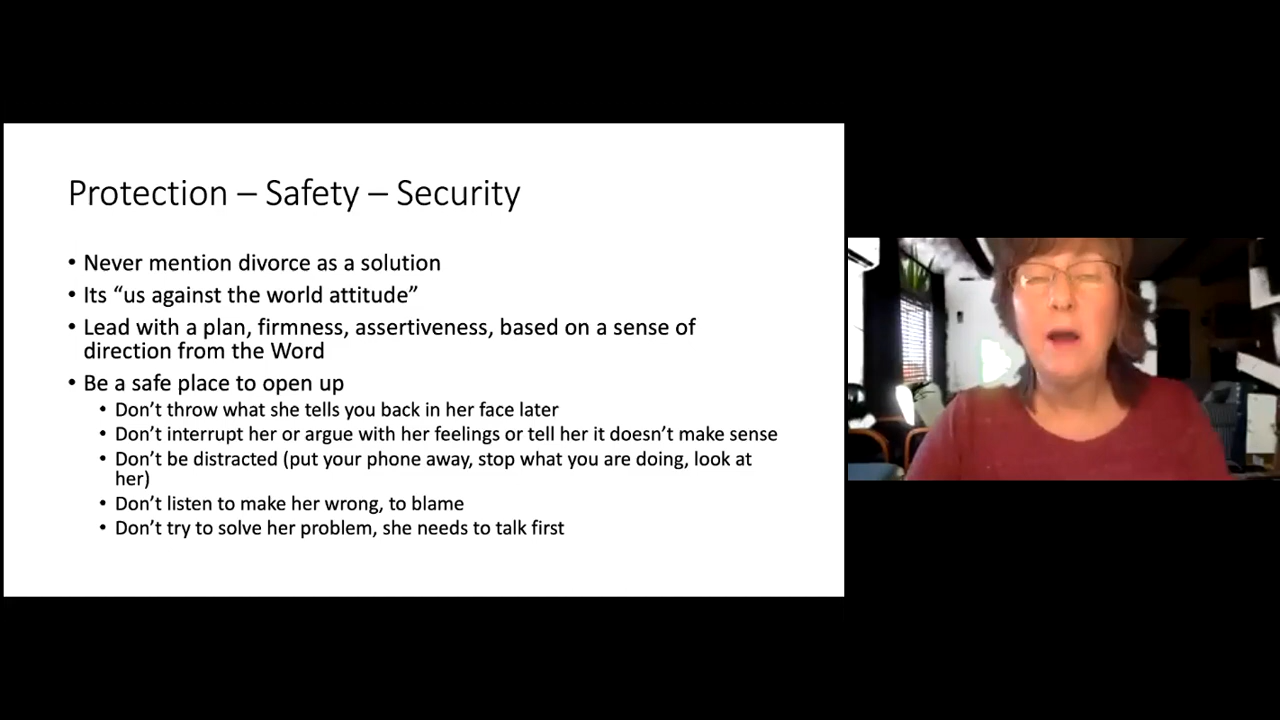 Protection – Safety – Security
• Never mention divorce as a solution
• Its “us against the world attitude”
• Lead with a plan, firmness, assertiveness, based on a sense of
direction from the Word
• Be a safe place to open up
• Don’t throw what she tells you back in her face later
• Don’t interrupt her or argue with her feelings or tell her it doesn’t make sense
• Don’t be distracted (put your phone away, stop what you are doing, look at
her)
• Don’t listen to make her wrong, to blame
• Don’t try to solve her problem, she needs to talk first